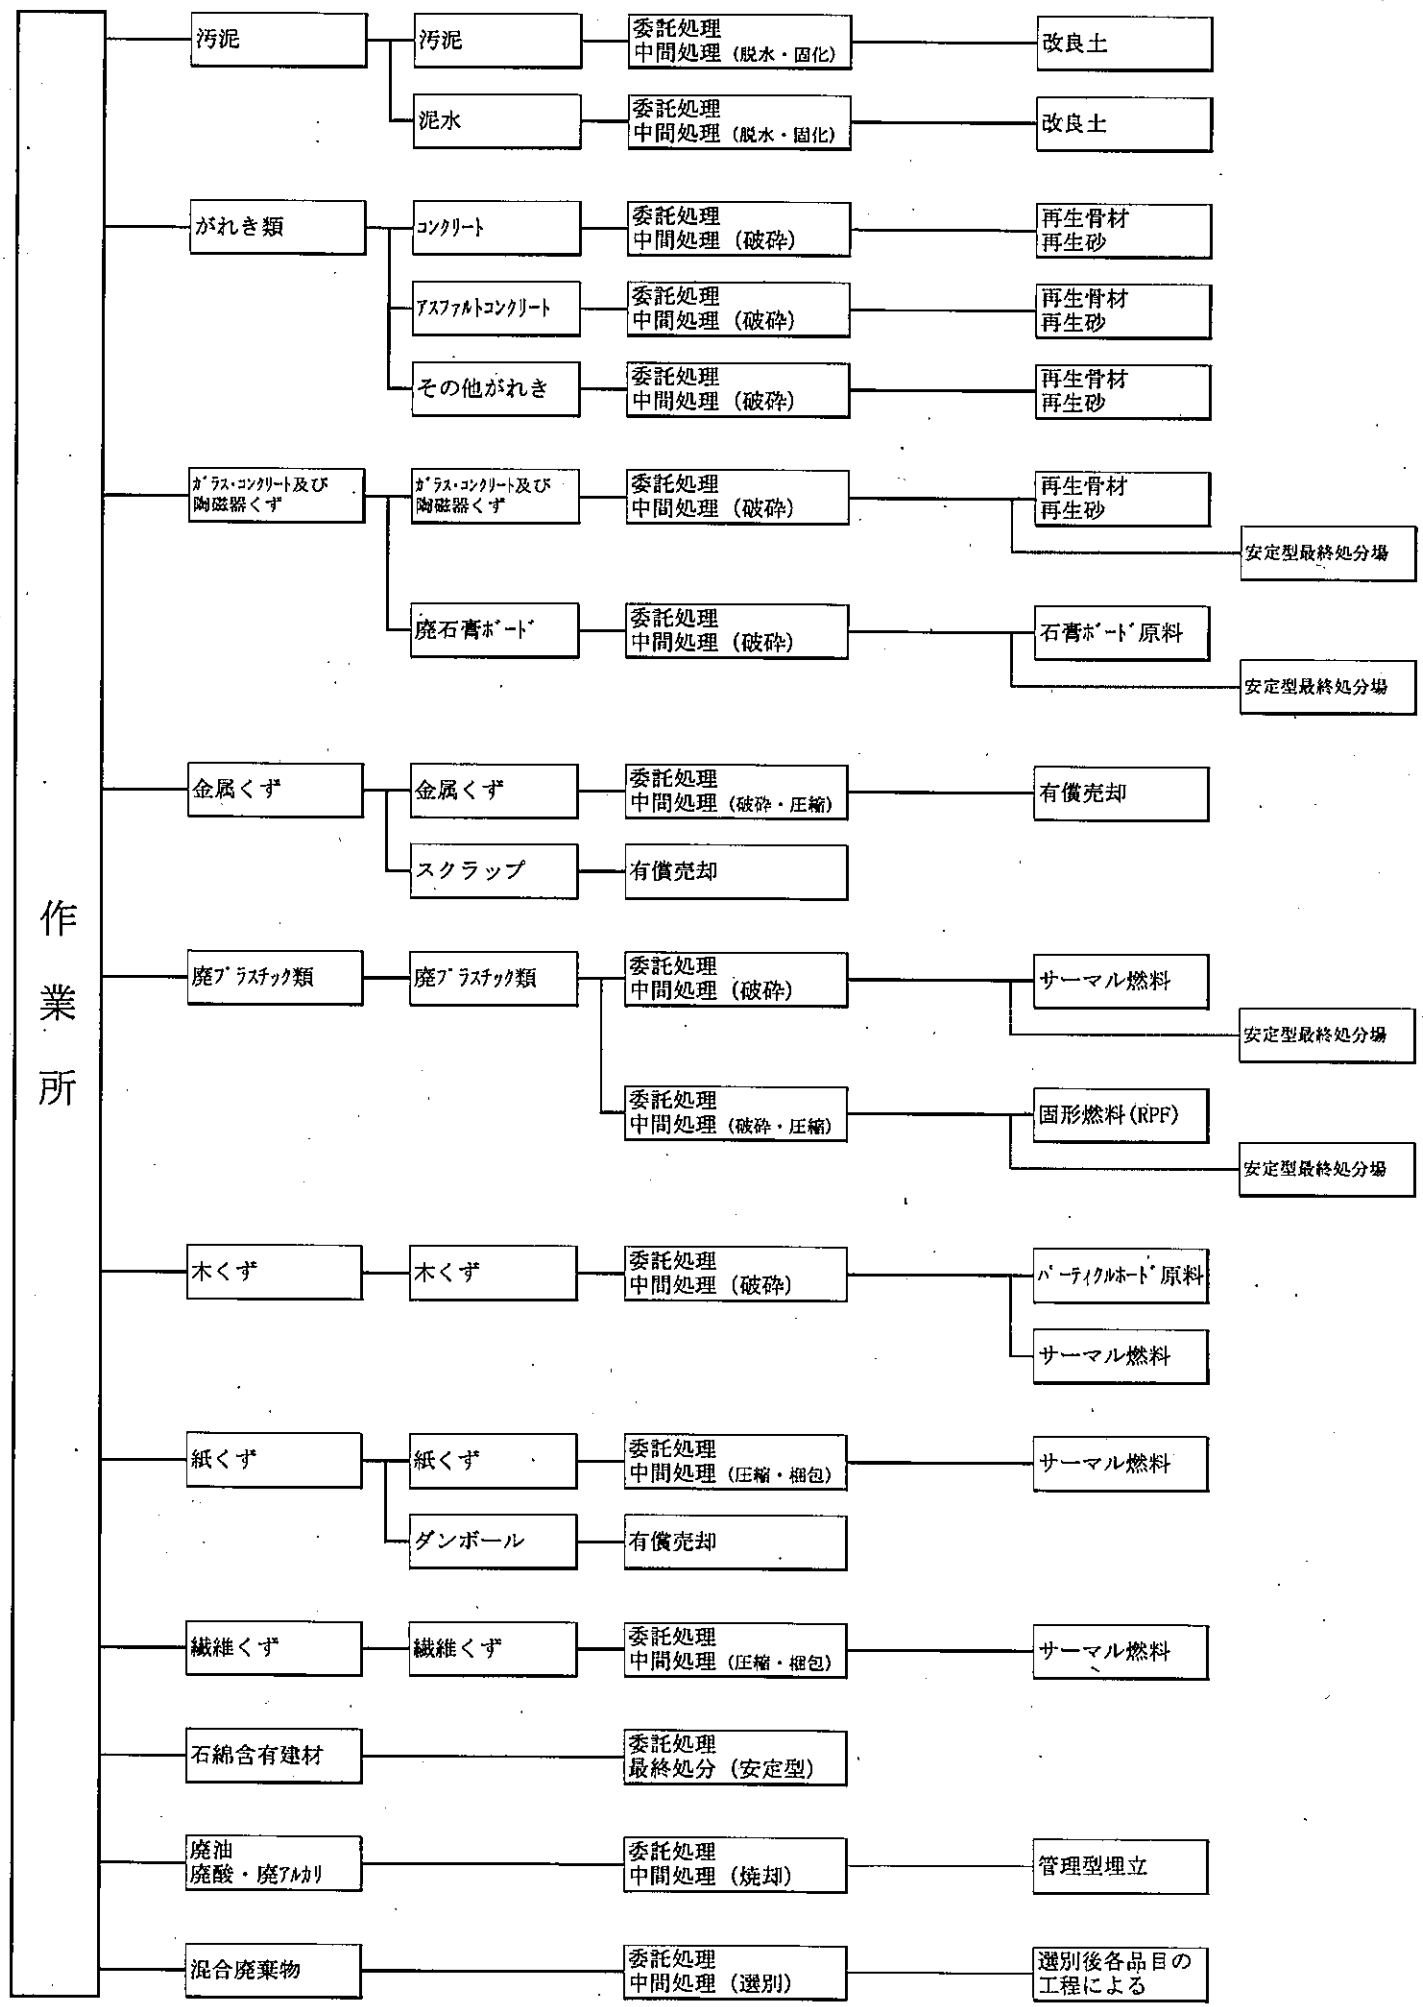 作業所
汚泥
汚泥
委託処理
中間処理（脱水・固化）
改良土
泥水
委託処理
中間処理（脱水・固化）
改良土
がれき類
コンクリート
委託処理
中間処理（破砕）
再生骨材
再生砂
アスファルトコンクリート
委託処理
中間処理（破砕）
再生骨材
再生砂
その他がれき
委託処理
中間処理（破砕）
再生骨材
再生砂
ガラス・コンクリート及び
陶磁器くず
ガラス・コンクリート及び
陶磁器くず
委託処理
中間処理（破砕）
再生骨材
再生砂
安定型最終処分場
廃石膏ボード
委託処理
中間処理（破砕）
石膏ボード原料
安定型最終処分場
金属くず
金属くず
委託処理
中間処理（破砕・圧縮）
有償売却
スクラップ
有償売却
廃プラスチック類
廃プラスチック類
委託処理
中間処理（破砕）
サーマル燃料
安定型最終処分場
委託処理
中間処理（破砕・圧縮）
固形燃料(RPF)
安定型最終処分場
木くず
木くず
委託処理
中間処理（破砕）
パーティクルボード原料
サーマル燃料
紙くず
紙くず
委託処理
中間処理（圧縮・梱包）
サーマル燃料
ダンボール
有償売却
繊維くず
繊維くず
委託処理
中間処理（圧縮・梱包）
サーマル燃料
石綿含有建材
委託処理
最終処分（安定型）
廃油
廃酸・廃アルカリ
委託処理
中間処理（焼却）
管理型埋立
混合廃棄物
委託処理
中間処理（選別）
選別後各品目の
工程による